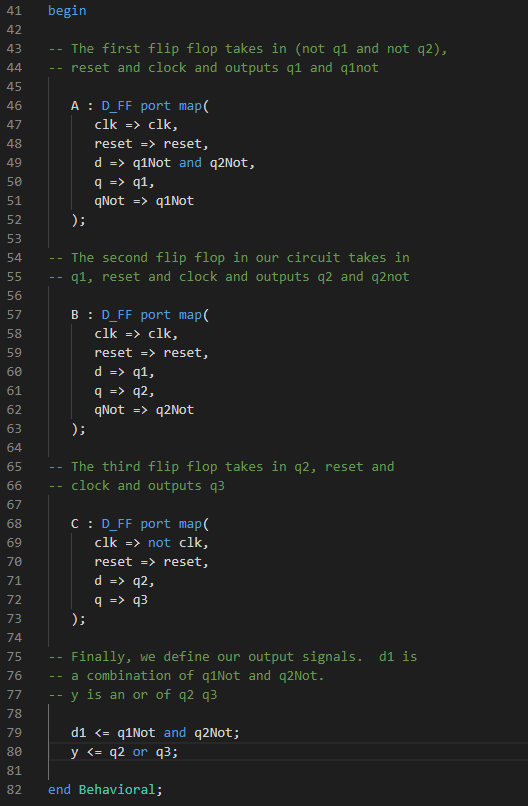 41 begin
42
43 -- The first flip flop takes in (not q1 and not q2),
44 -- reset and clock and outputs q1 and q1not
45
46 A : D_FF port map(
47 clk => clk,
48 reset => reset,
49 d => q1Not and q2Not,
50 q => q1,
51 qNot => q1Not
52 );
53
54 -- The second flip flop in our circuit takes in
55 -- q1, reset and clock and outputs q2 and q2not
56
57 B : D_FF port map(
58 clk => clk,
59 reset => reset,
60 d => q1,
61 q => q2,
62 qNot => q2Not
63 );
64
65 -- The third flip flop takes in q2, reset and
66 -- clock and outputs q3
67
68 C : D_FF port map(
69 clk => not clk,
70 reset => reset,
71 d => q2,
72 q => q3
73 );
74
75 -- Finally, we define our output signals.  d1 is
76 -- a combination of q1Not and q2Not.
77 -- y is an or of q2 q3
78
79 d1 <= q1Not and q2Not;
80 y <= q2 or q3;
81
82 end Behavioral;